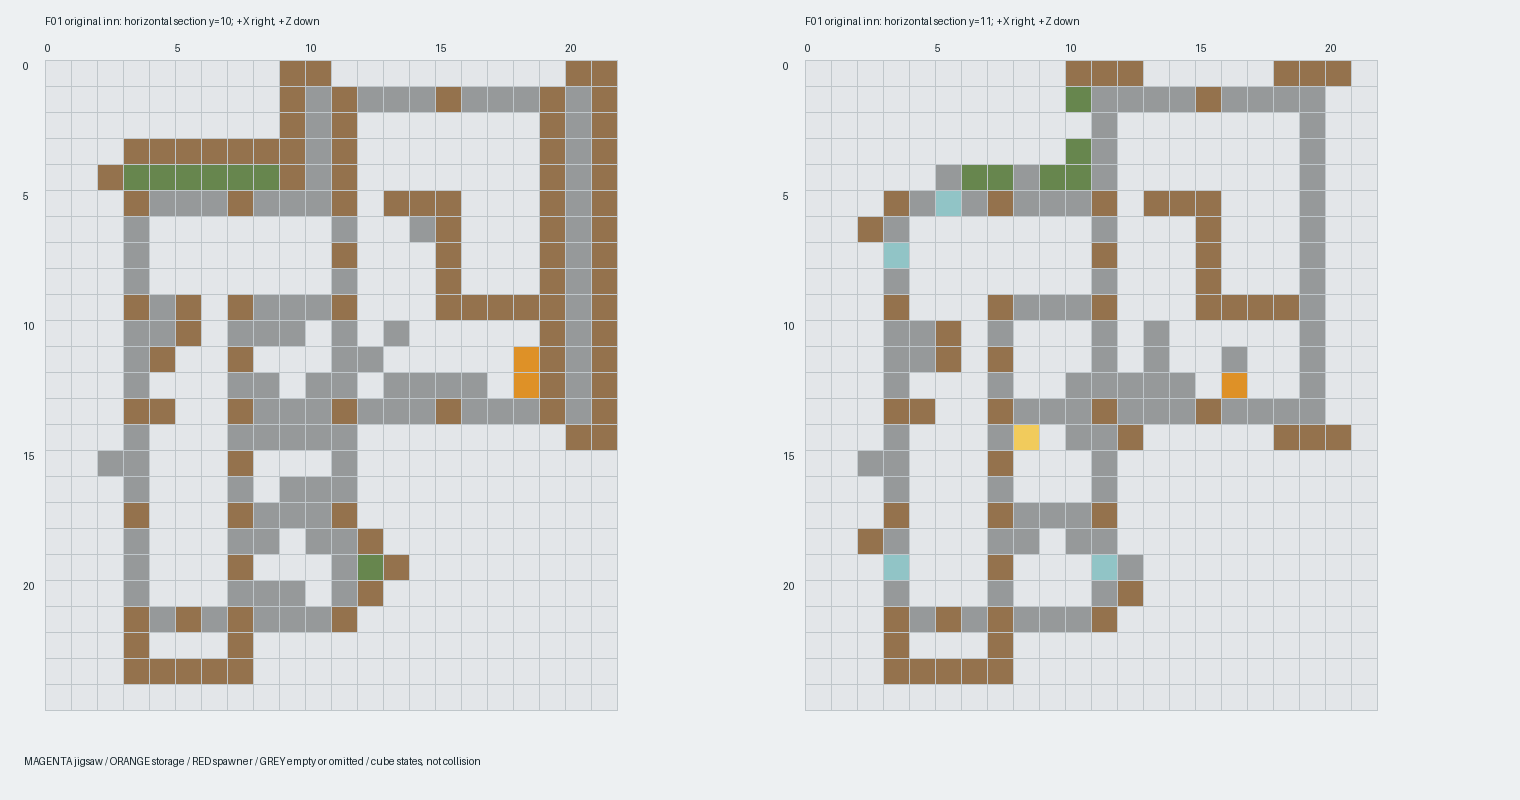 F01 original inn: horizontal section y=10; +X right, +Z down
F01 original inn: horizontal section y=11; +X right, +Z down
0 5 10 15 20
0 5 10 15 20
0
0
5
5
10
10
15
15
20
20
MAGENTA jigsaw / ORANGE storage / RED spawner / GREY empty or omitted / cube states, not collision